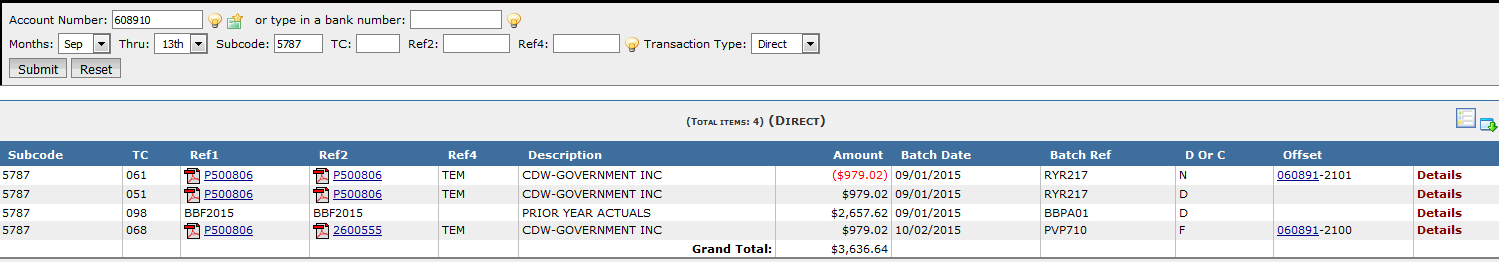 Account Number: 608910 or type in a bank number:
Months: Sep Thru: 13th Subcode: 5787 TC: Ref2: Ref4: Transaction Type: Direct
Submit Reset
(Total items: 4) (Direct)
Subcode TC Ref1 Ref2 Ref4 Description Amount Batch Date Batch Ref D Or C Offset
5787 061 P500806 P500806 TEM CDW-GOVERNMENT INC ($979.02) 09/01/2015 RYR217 N 060891-2101 Details
5787 051 P500806 P500806 TEM CDW-GOVERNMENT INC $979.02 09/01/2015 RYR217 D Details
5787 098 BBF2015 BBF2015 PRIOR YEAR ACTUALS $2,657.62 09/01/2015 BBPA01 D Details
5787 068 P500806 2600555 TEM CDW-GOVERNMENT INC $979.02 10/02/2015 PVP710 F 060891-2100 Details
Grand Total: $3,636.64